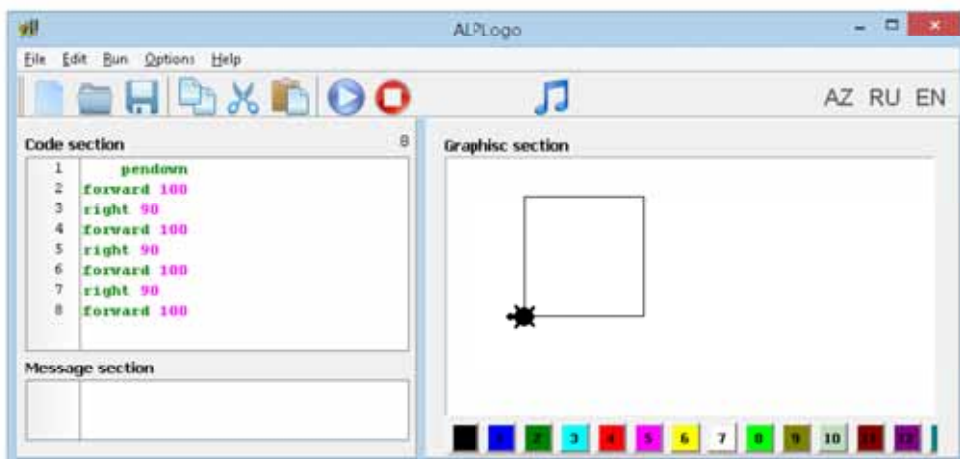 ALPLogo
File Edit Run Options Help
AZ RU EN
Code section 8
1 pendown
2 forward 100
3 right 90
4 forward 100
5 right 90
6 forward 100
7 right 90
8 forward 100
Message section
Graphisc section
1 2 3 4 5 6 7 8 9 10 11 12